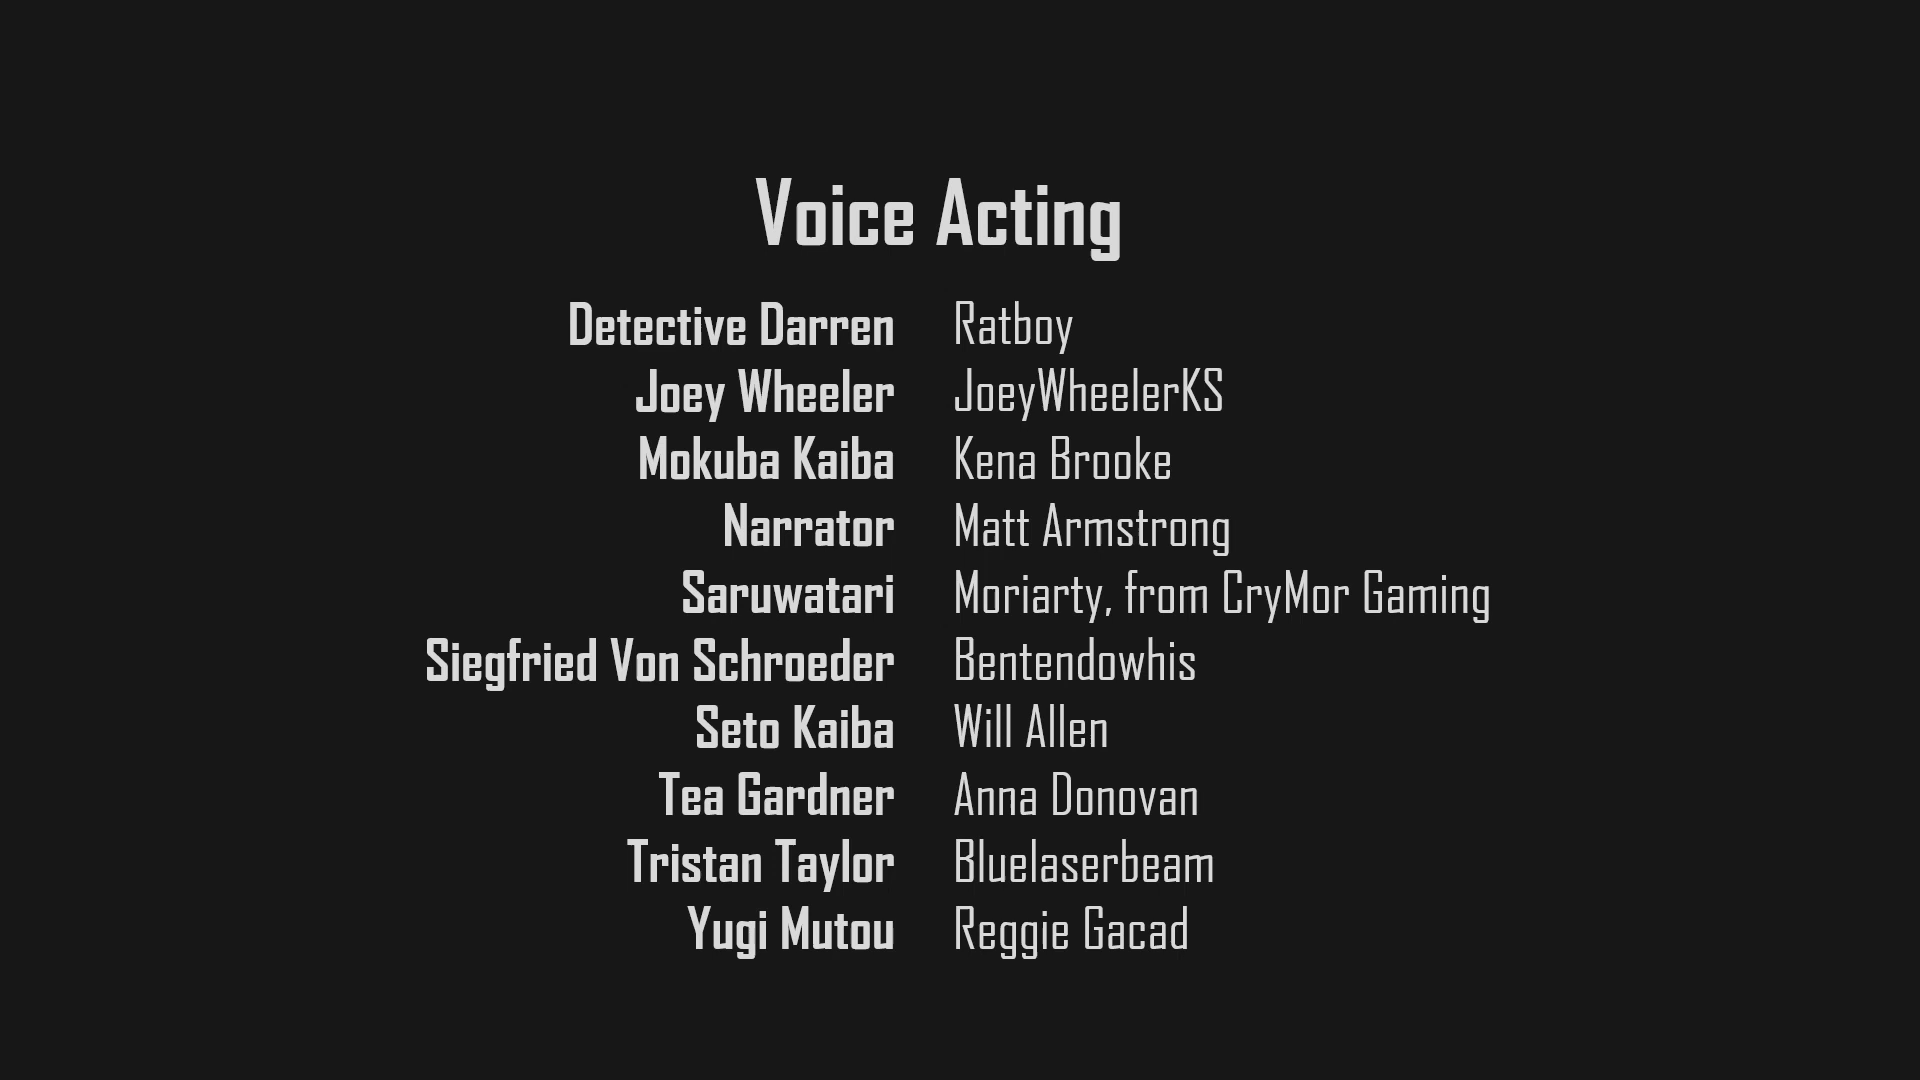 Voice Acting
Detective Darren Ratboy
Joey Wheeler JoeyWheelerKS
Mokuba Kaiba Kena Brooke
Narrator Matt Armstrong
Saruwatari Moriarty, from CryMor Gaming
Siegfried Von Schroeder Bentendowhis
Seto Kaiba Will Allen
Tea Gardner Anna Donovan
Tristan Taylor Bluelaserbeam
Yugi Mutou Reggie Gacad